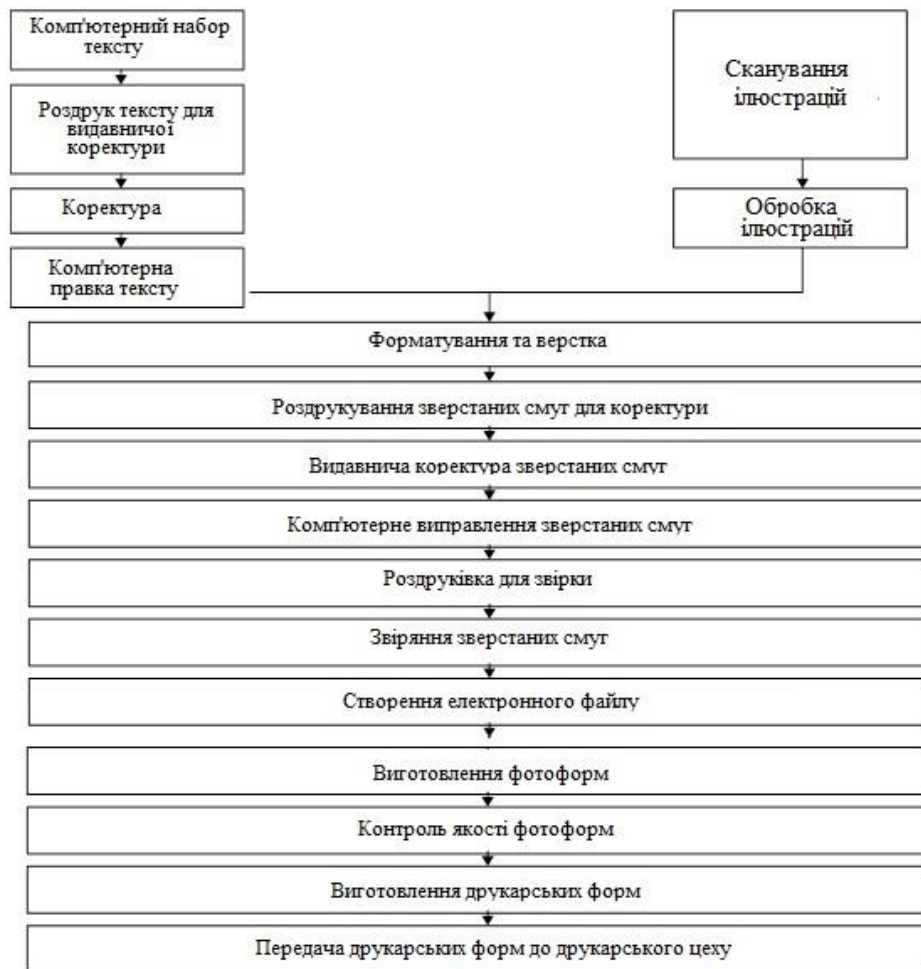 Комп'ютерний набор
тексту
Роздрук тексту для
видавничої
коректури
Коректура
Комп'ютерна
правка тексту
Сканування
ілюстрацій
Обробка
ілюстрацій
Форматування та верстка
Роздрукування зверстаних смуг для коректури
Видавнича коректура зверстаних смуг
Комп'ютерне виправлення зверстаних смуг
Роздруківка для звірки
Звіряння зверстаних смуг
Створення електронного файлу
Виготовлення фотоформ
Контроль якості фотоформ
Виготовлення друкарських форм
Передача друкарських форм до друкарського цеху